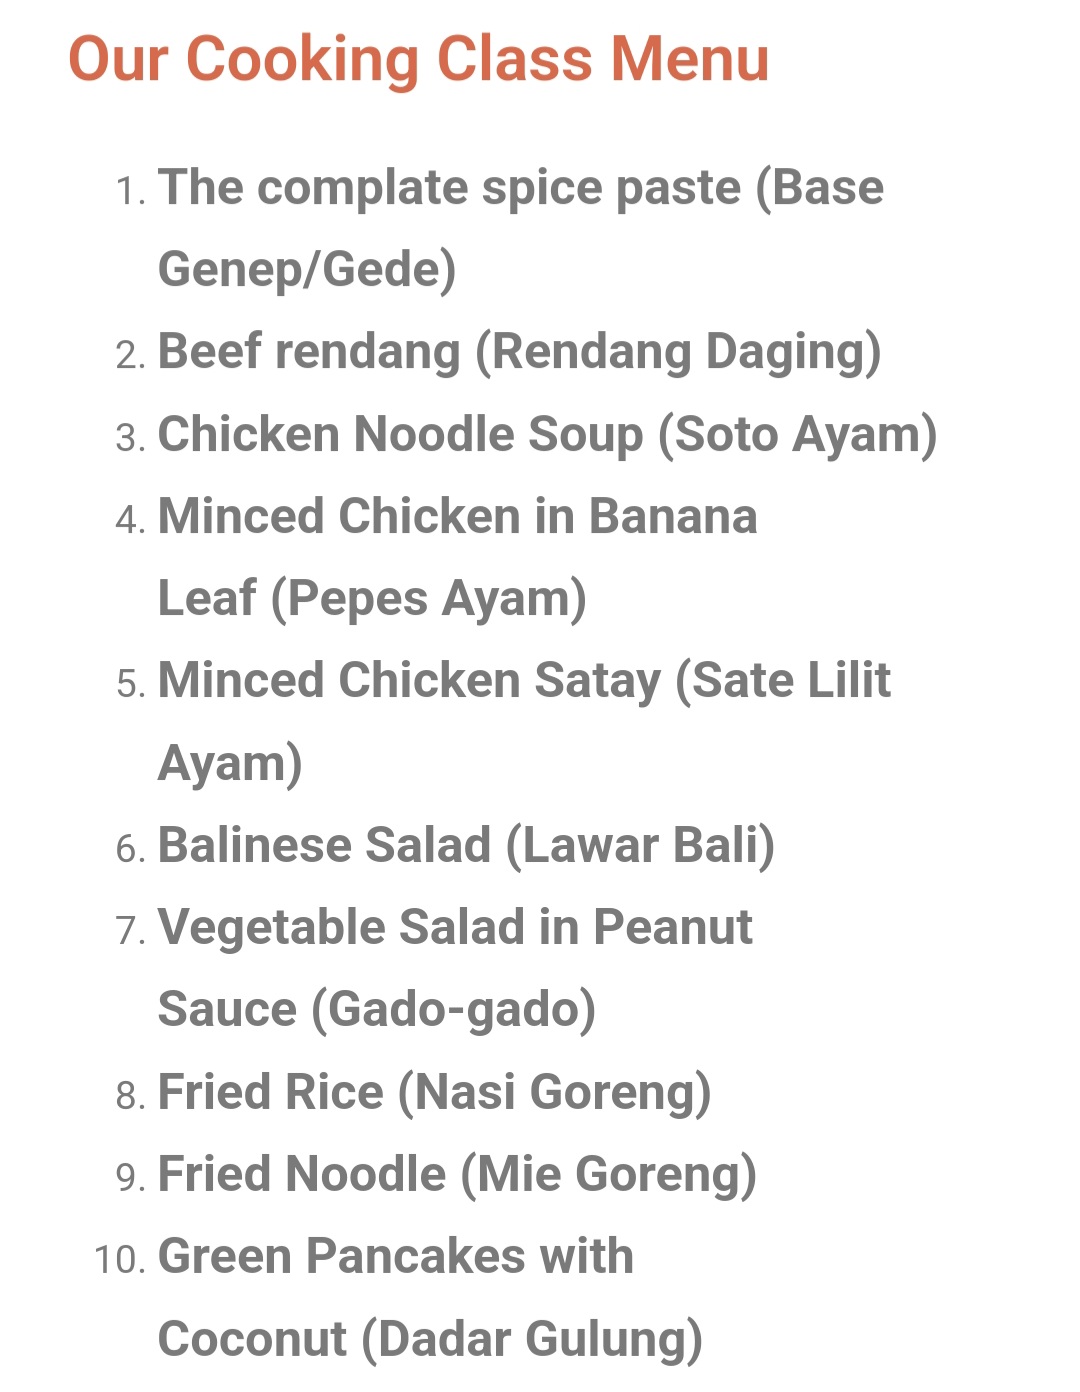 Our Cooking Class Menu
1. The complate spice paste (Base
Genep/Gede)
2. Beef rendang (Rendang Daging)
3. Chicken Noodle Soup (Soto Ayam)
4. Minced Chicken in Banana
Leaf (Pepes Ayam)
5. Minced Chicken Satay (Sate Lilit
Ayam)
6. Balinese Salad (Lawar Bali)
7. Vegetable Salad in Peanut
Sauce (Gado-gado)
8. Fried Rice (Nasi Goreng)
9. Fried Noodle (Mie Goreng)
10. Green Pancakes with
Coconut (Dadar Gulung)